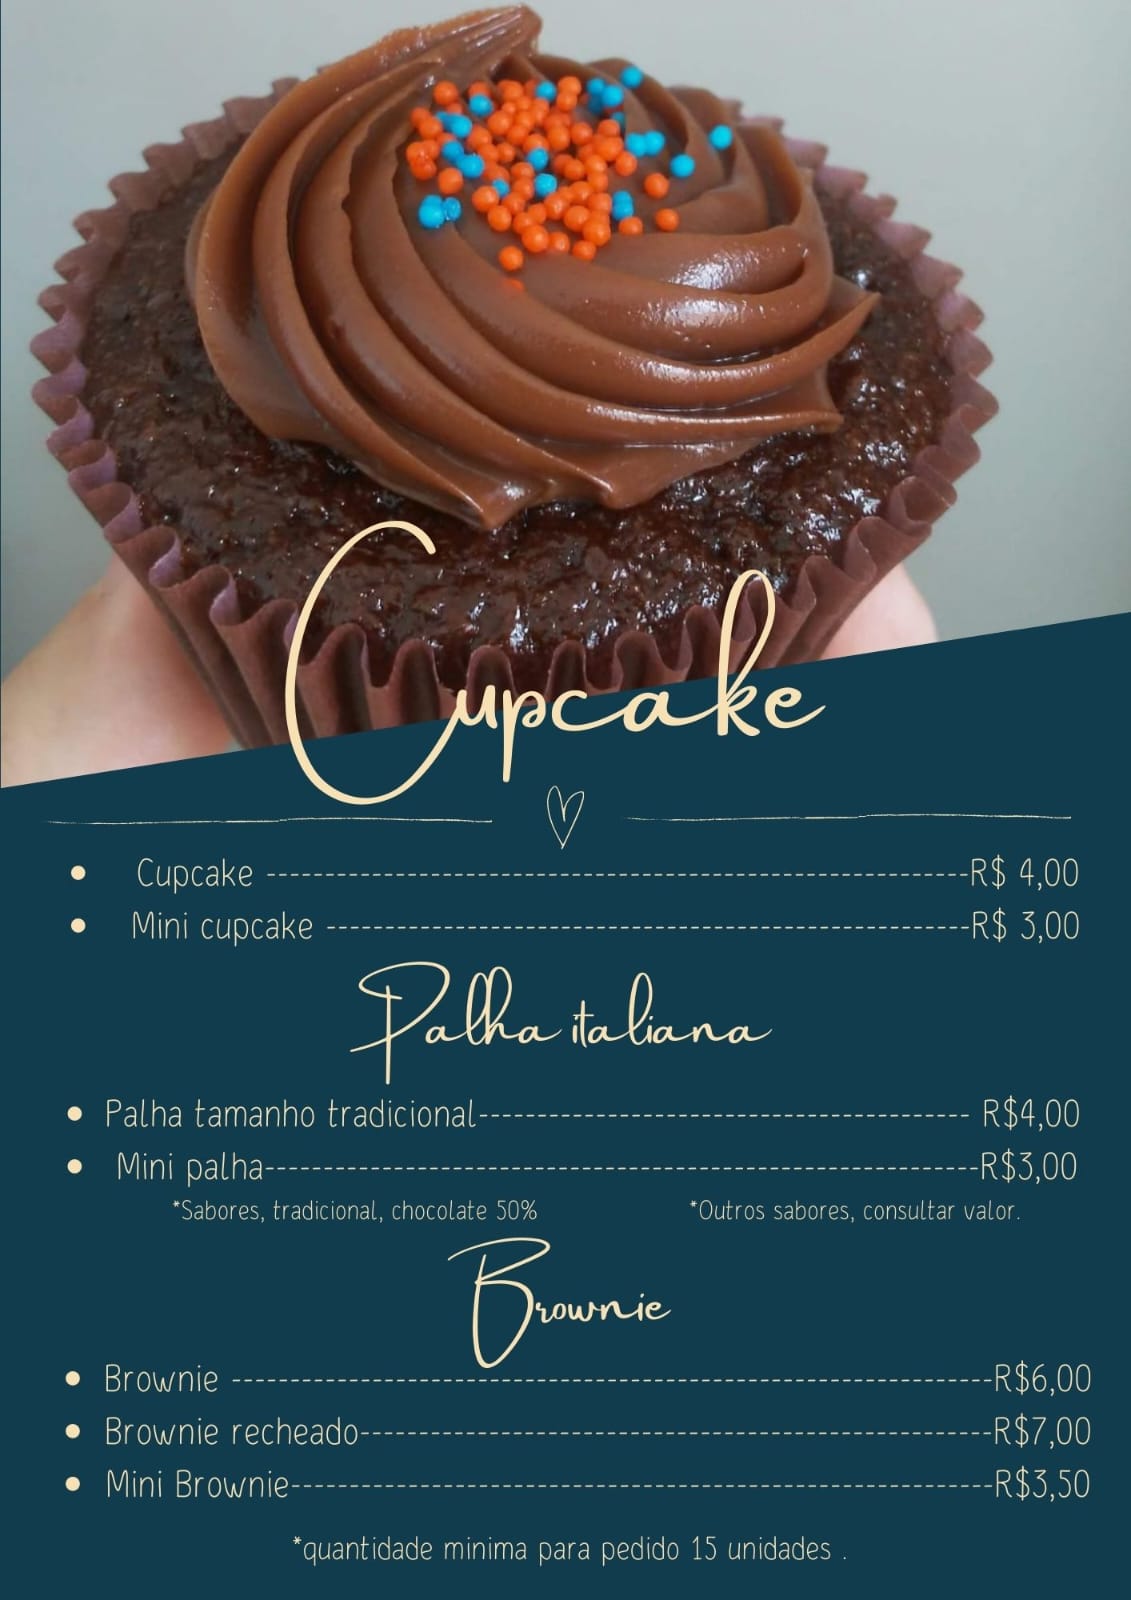 Cupcake
• Cupcake ------------------------------------------------------------R$ 4,00
• Mini cupcake -------------------------------------------------------R$ 3,00
Palha italiana
• Palha tamanho tradicional------------------------------------------ R$4,00
• Mini palha-------------------------------------------------------------R$3,00
*Sabores, tradicional, chocolate 50% *Outros sabores, consultar valor.
Brownie
• Brownie -----------------------------------------------------------------R$6,00
• Brownie recheado------------------------------------------------------R$7,00
• Mini Brownie------------------------------------------------------------R$3,50
*quantidade minima para pedido 15 unidades .